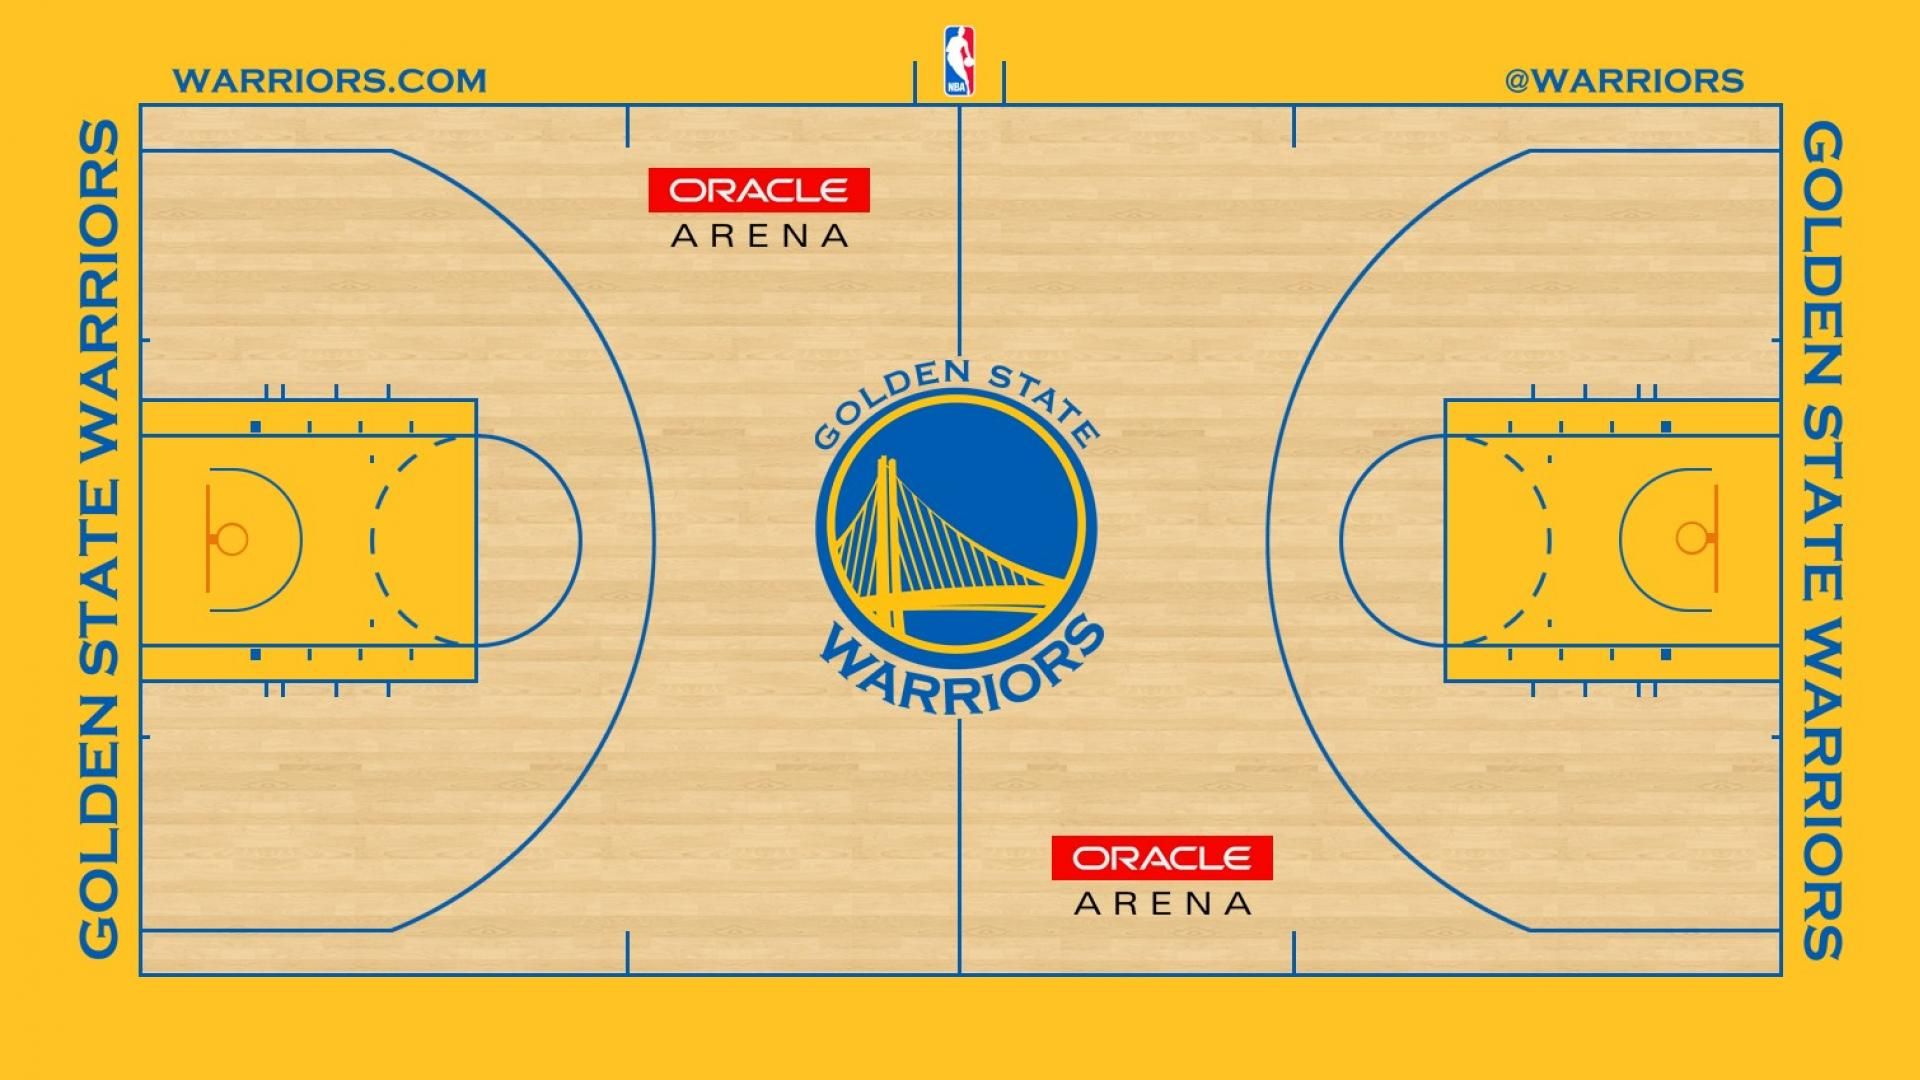 NBA
WARRIORS.COM
@WARRIORS
GOLDEN STATE WARRIORS
ORACLE
ARENA
GOLDEN STATE
WARRIORS
ORACLE
ARENA
GOLDEN STATE WARRIORS